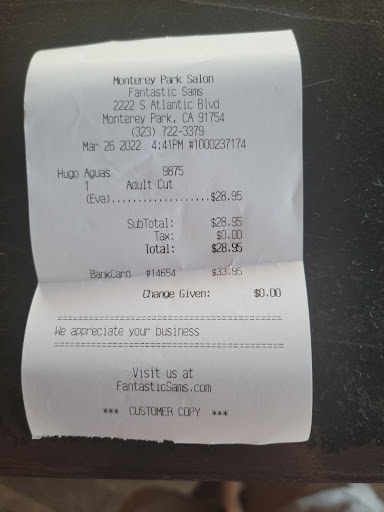 Monterey Park Salon
Fantastic Sams
2222 S Atlantic Blvd
Monterey Park, CA 91754
(323) 722-3379
Mar 26 2022 4:41PM #1000237174
Hugo Aguas 9875
1 Adult Cut
(Eva)...................$28.95
SubTotal: $28.95
Tax: $0.00
Total: $28.95
BankCard #14654 $33.95
Change Given: $0.00
==========================================
We appreciate your business
==========================================
Visit us at
FantasticSams.com
*** CUSTOMER COPY ***